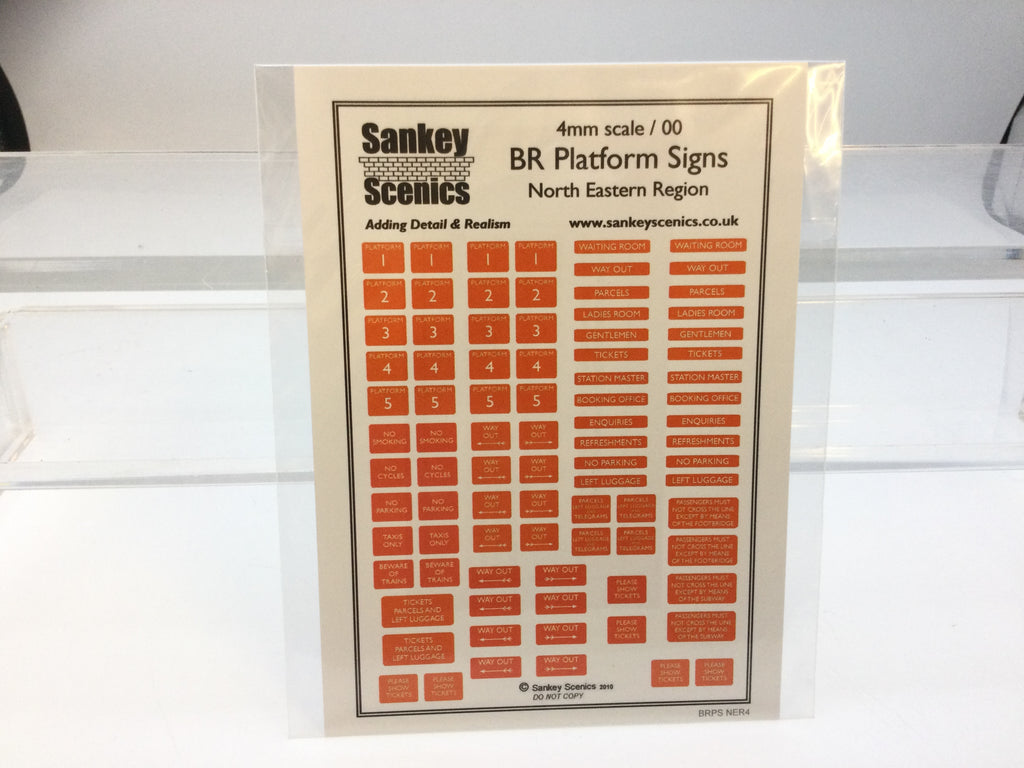 Sankey
Scenics
4mm scale / 00
BR Platform Signs
North Eastern Region
Adding Detail & Realism
www.sankeyscenics.co.uk
PLATFORM
1
PLATFORM
1
PLATFORM
1
PLATFORM
1
PLATFORM
2
PLATFORM
2
PLATFORM
2
PLATFORM
2
PLATFORM
3
PLATFORM
3
PLATFORM
3
PLATFORM
3
PLATFORM
4
PLATFORM
4
PLATFORM
4
PLATFORM
4
PLATFORM
5
PLATFORM
5
PLATFORM
5
PLATFORM
5
WAITING ROOM
WAITING ROOM
WAY OUT
WAY OUT
PARCELS
PARCELS
LADIES ROOM
LADIES ROOM
GENTLEMEN
GENTLEMEN
TICKETS
TICKETS
STATION MASTER
STATION MASTER
BOOKING OFFICE
BOOKING OFFICE
ENQUIRIES
ENQUIRIES
REFRESHMENTS
REFRESHMENTS
NO PARKING
NO PARKING
LEFT LUGGAGE
LEFT LUGGAGE
NO
SMOKING
NO
SMOKING
WAY
OUT
WAY
OUT
NO
CYCLES
NO
CYCLES
WAY
OUT
WAY
OUT
NO
PARKING
NO
PARKING
WAY
OUT
WAY
OUT
TAXIS
ONLY
TAXIS
ONLY
WAY
OUT
WAY
OUT
BEWARE
OF
TRAINS
BEWARE
OF
TRAINS
PARCELS
LEFT LUGGAGE
TELEGRAMS
PARCELS
LEFT LUGGAGE
TELEGRAMS
PARCELS
LEFT LUGGAGE
TELEGRAMS
PARCELS
LEFT LUGGAGE
TELEGRAMS
PASSENGERS MUST
NOT CROSS THE LINE
EXCEPT BY MEANS
OF THE FOOTBRIDGE
PASSENGERS MUST
NOT CROSS THE LINE
EXCEPT BY MEANS
OF THE FOOTBRIDGE
PASSENGERS MUST
NOT CROSS THE LINE
EXCEPT BY MEANS
OF THE SUBWAY
PASSENGERS MUST
NOT CROSS THE LINE
EXCEPT BY MEANS
OF THE SUBWAY
WAY OUT
WAY OUT
WAY OUT
WAY OUT
WAY OUT
WAY OUT
WAY OUT
WAY OUT
PLEASE
SHOW
TICKETS
PLEASE
SHOW
TICKETS
TICKETS
PARCELS AND
LEFT LUGGAGE
TICKETS
PARCELS AND
LEFT LUGGAGE
PLEASE
SHOW
TICKETS
PLEASE
SHOW
TICKETS
PLEASE
SHOW
TICKETS
PLEASE
SHOW
TICKETS
© Sankey Scenics 2010
DO NOT COPY
BRPS NER4